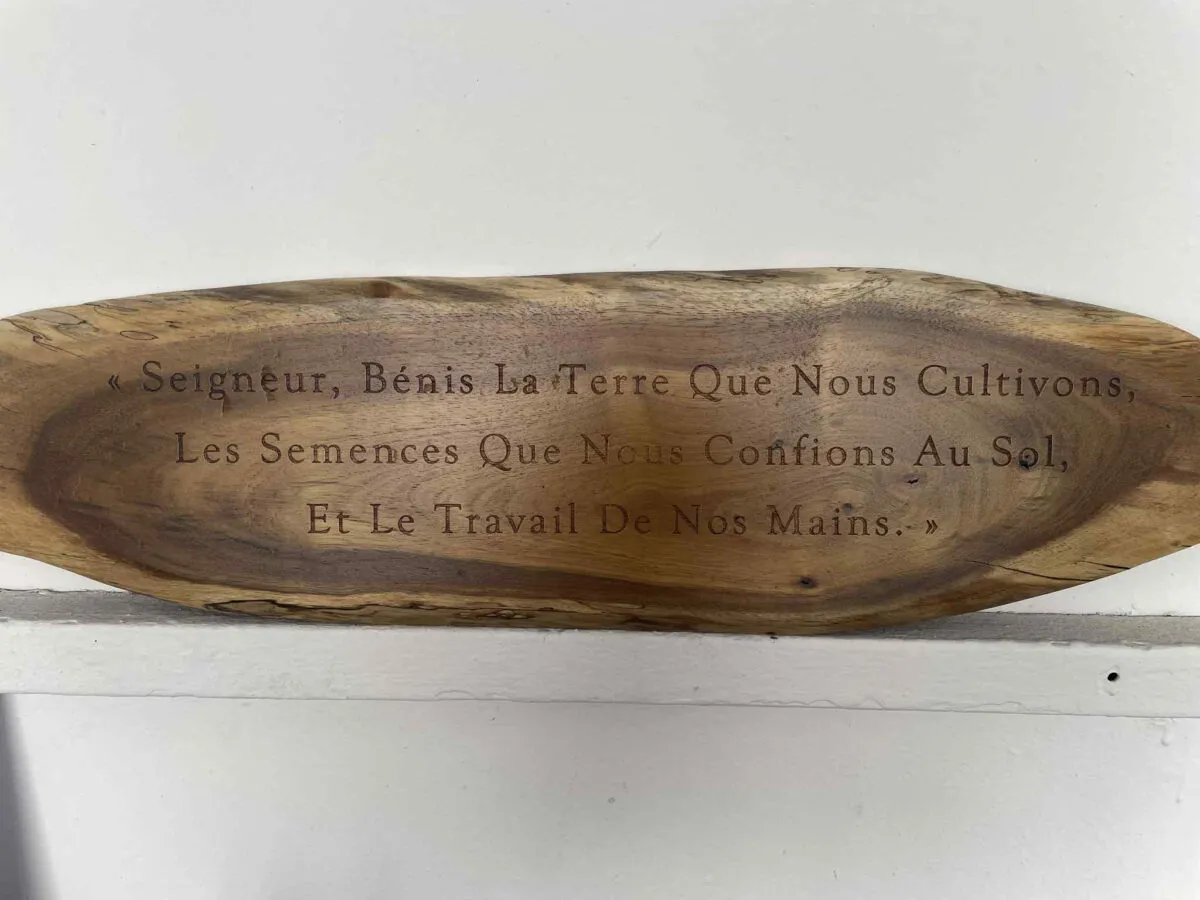 « Seigneur, Bénis La Terre Que Nous Cultivons,
Les Semences Que Nous Confions Au Sol,
Et Le Travail De Nos Mains. »